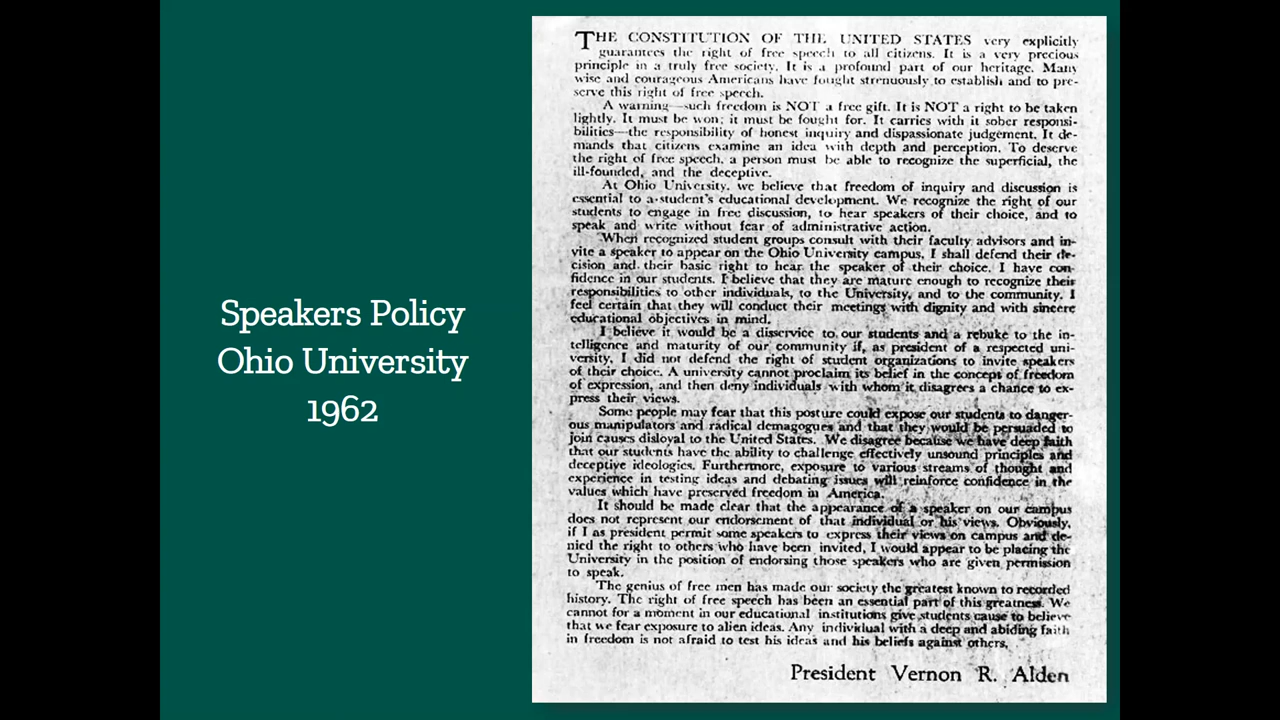 Speakers Policy
Ohio University
1962
THE CONSTITUTION OF THE UNITED STATES very explicitly
guarantees the right of free speech to all citizens. It is a very precious
principle in a truly free society. It is a profound part of our heritage. Many
wise and courageous Americans have fought strenuously to establish and to pre-
serve this right of free speech.
A warning—such freedom is NOT a free gift. It is NOT a right to be taken
lightly. It must be won; it must be fought for. It carries with it sober responsi-
bilities—the responsibility of honest inquiry and dispassionate judgement. It de-
mands that citizens examine an idea with depth and perception. To deserve
the right of free speech, a person must be able to recognize the superficial, the
ill-founded, and the deceptive.
At Ohio University, we believe that freedom of inquiry and discussion is
essential to a student's educational development. We recognize the right of our
students to engage in free discussion, to hear speakers of their choice, and to
speak and write without fear of administrative action.
When recognized student groups consult with their faculty advisors and in-
vite a speaker to appear on the Ohio University campus, I shall defend their de-
cision and their basic right to hear the speaker of their choice. I have con-
fidence in our students. I believe that they are mature enough to recognize their
responsibilities to other individuals, to the University, and to the community. I
feel certain that they will conduct their meetings with dignity and with sincere
educational objectives in mind.
I believe it would be a disservice to our students and a rebuke to the in-
telligence and maturity of our community if, as president of a respected uni-
versity, I did not defend the right of student organizations to invite speakers
of their choice. A university cannot proclaim its belief in the concept of freedom
of expression, and then deny individuals with whom it disagrees a chance to ex-
press their views.
Some people may fear that this posture could expose our students to danger-
ous manipulators and radical demagogues and that they would be persuaded to
join causes disloyal to the United States. We disagree because we have deep faith
that our students have the ability to challenge effectively unsound principles and
deceptive ideologies. Furthermore, exposure to various streams of thought and
experience in testing ideas and debating issues will reinforce confidence in the
values which have preserved freedom in America.
It should be made clear that the appearance of a speaker on our campus
does not represent our endorsement of that individual or his views. Obviously,
if I as president permit some speakers to express their views on campus and de-
nied the right to others who have been invited, I would appear to be placing the
University in the position of endorsing those speakers who are given permission
to speak.
The genius of free men has made our society the greatest known to recorded
history. The right of free speech has been an essential part of this greatness. We
cannot for a moment in our educational institutions give students cause to believe
that we fear exposure to alien ideas. Any individual with a deep and abiding faith
in freedom is not afraid to test his ideas and his beliefs against others.
President Vernon R. Alden